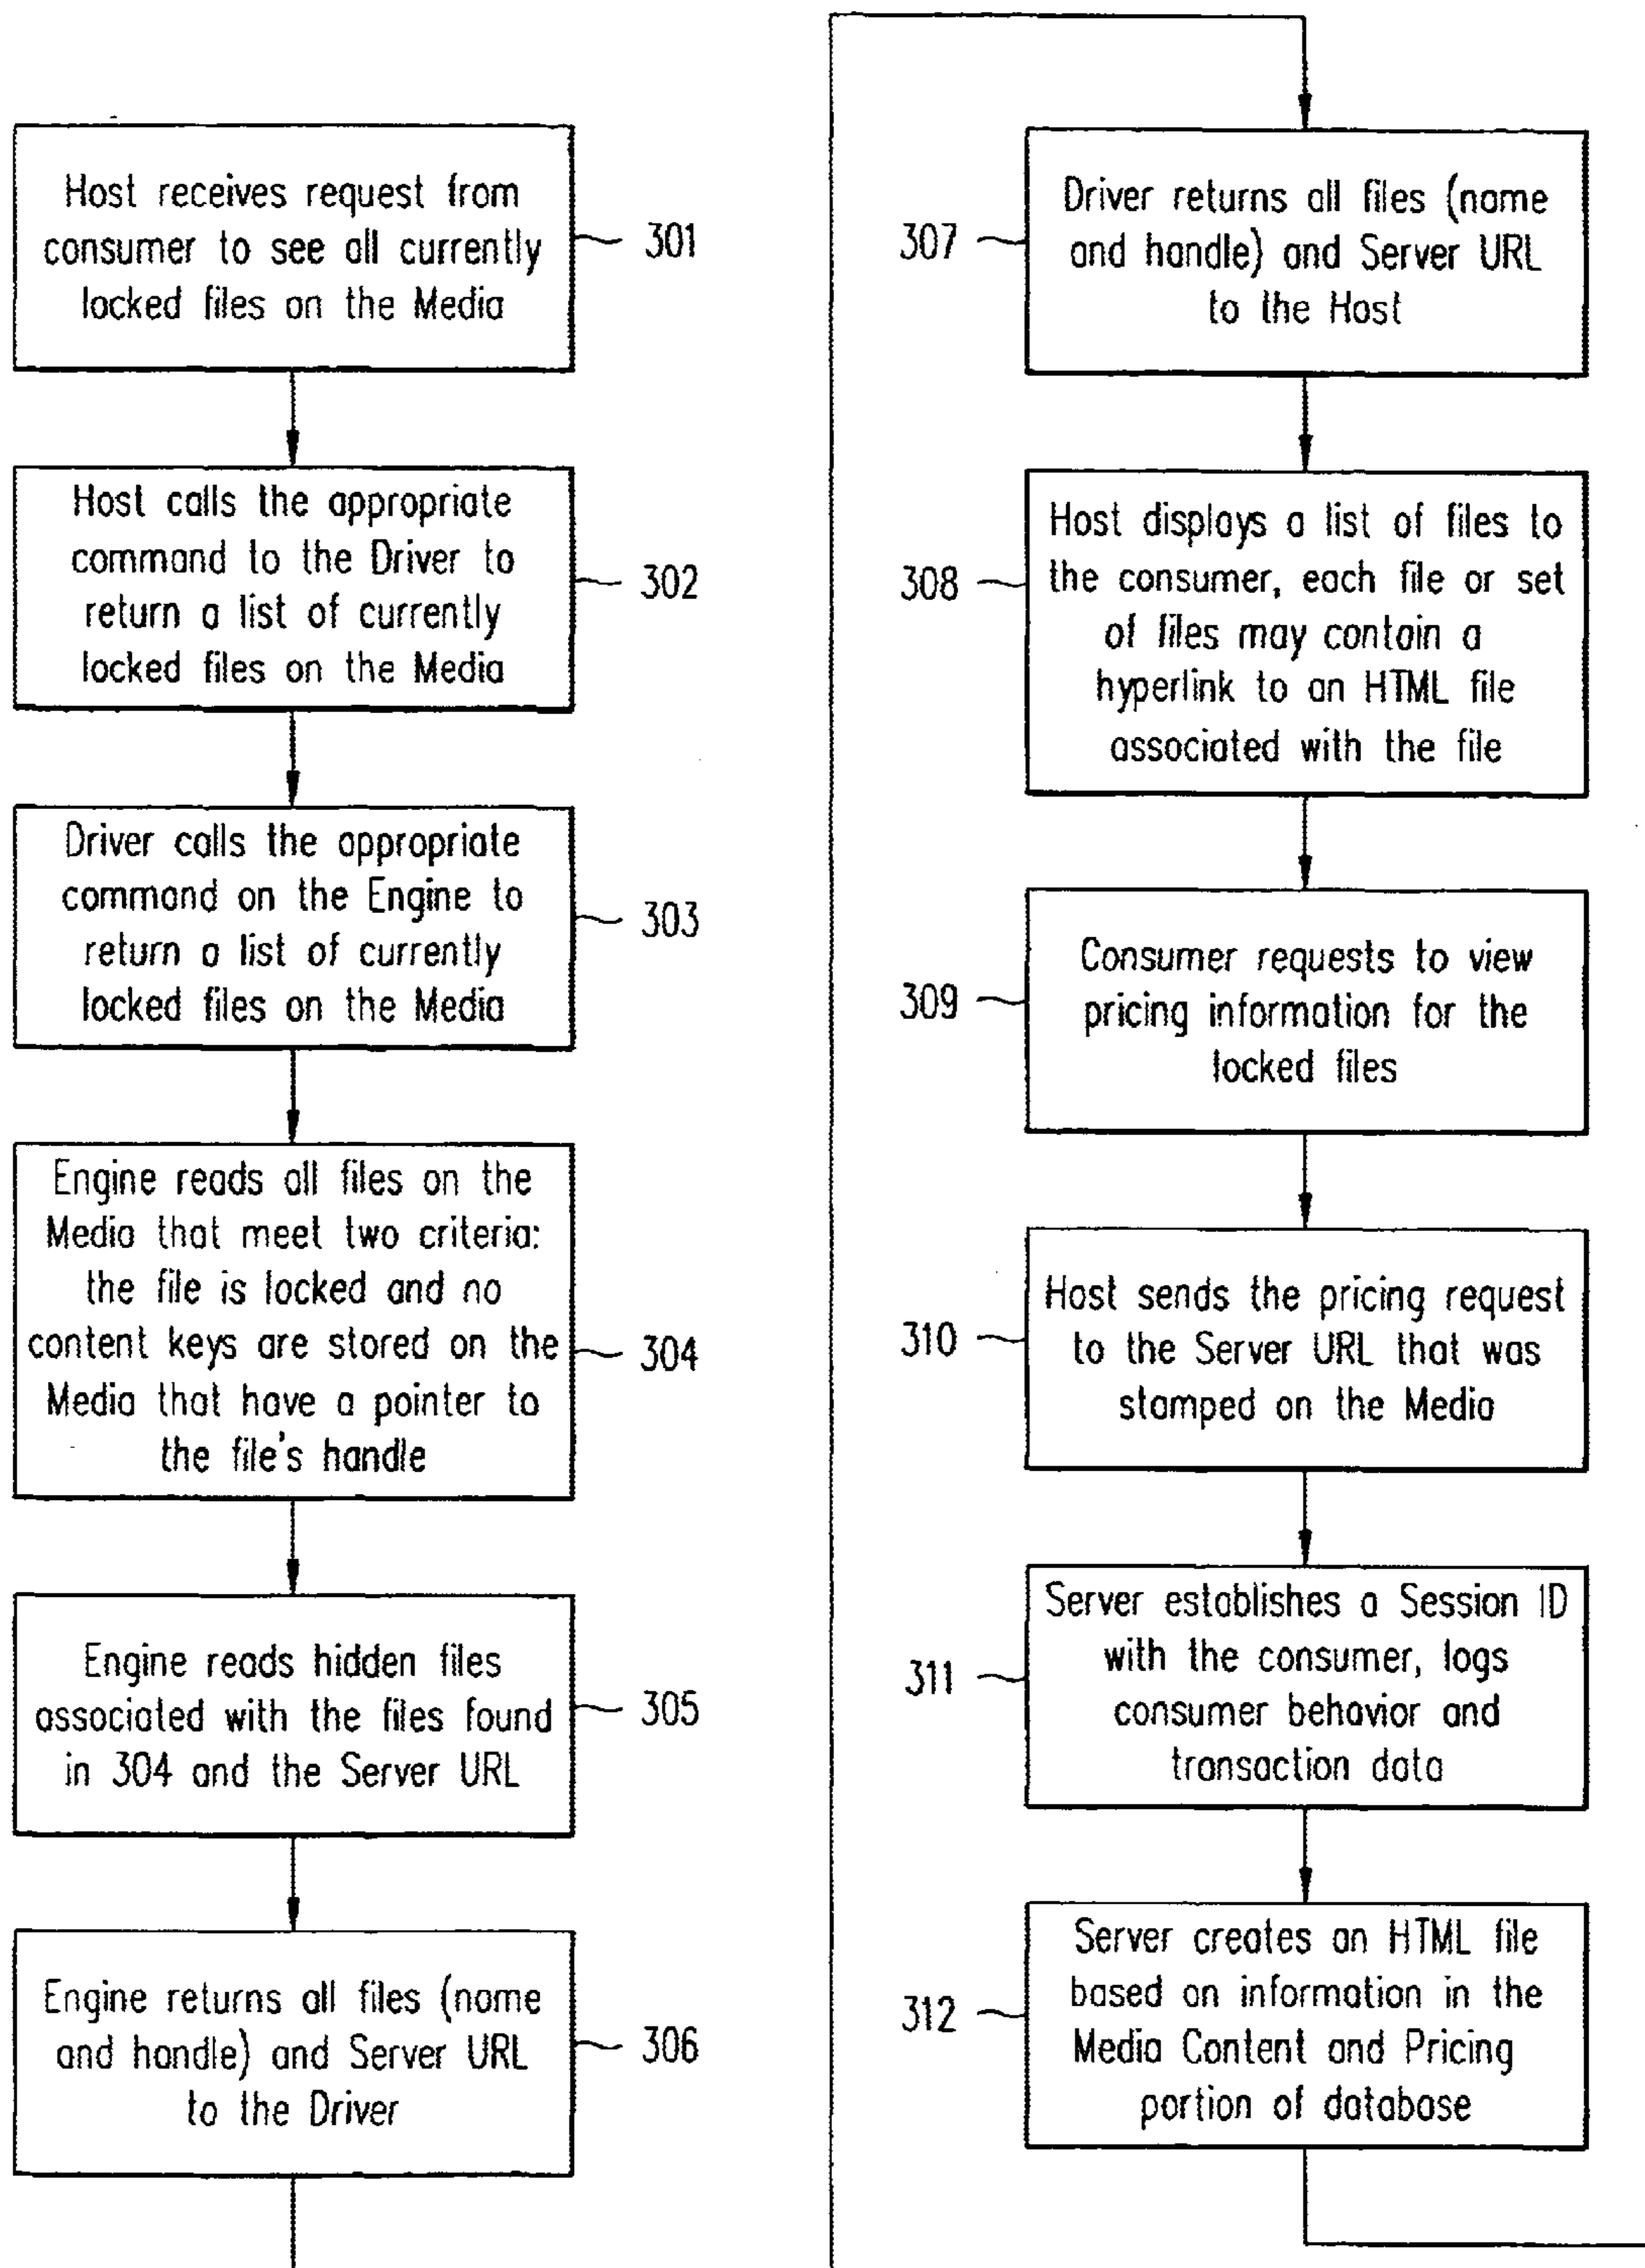 Host receives request from
consumer to see all currently
locked files on the Media
301
Host calls the appropriate
command to the Driver to
return a list of currently
locked files on the Media
302
Driver calls the appropriate
command on the Engine to
return a list of currently
locked files on the Media
303
Engine reads all files on the
Media that meet two criteria:
the file is locked and no
content keys are stored on the
Media that have a pointer to
the file's handle
304
Engine reads hidden files
associated with the files found
in 304 and the Server URL
305
Engine returns all files (name
and handle) and Server URL
to the Driver
306
Driver returns all files (name
and handle) and Server URL
to the Host
307
Host displays a list of files to
the consumer, each file or set
of files may contain a
hyperlink to an HTML file
associated with the file
308
Consumer requests to view
pricing information for the
locked files
309
Host sends the pricing request
to the Server URL that was
stamped on the Media
310
Server establishes a Session ID
with the consumer, logs
consumer behavior and
transaction data
311
Server creates an HTML file
based on information in the
Media Content and Pricing
portion of database
312